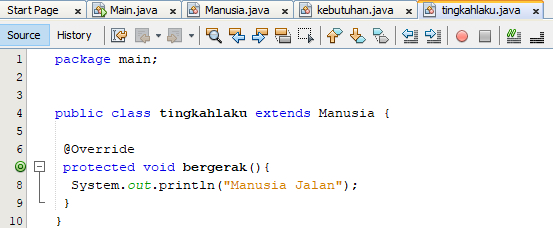 Start Page Main.java Manusia.java kebutuhan.java tingkahlaku.java
Source History
1 package main;
2
3
4 public class tingkahlaku extends Manusia {
5
6 @Override
protected void bergerak(){
8 System.out.println("Manusia Jalan");
9 }
10 }